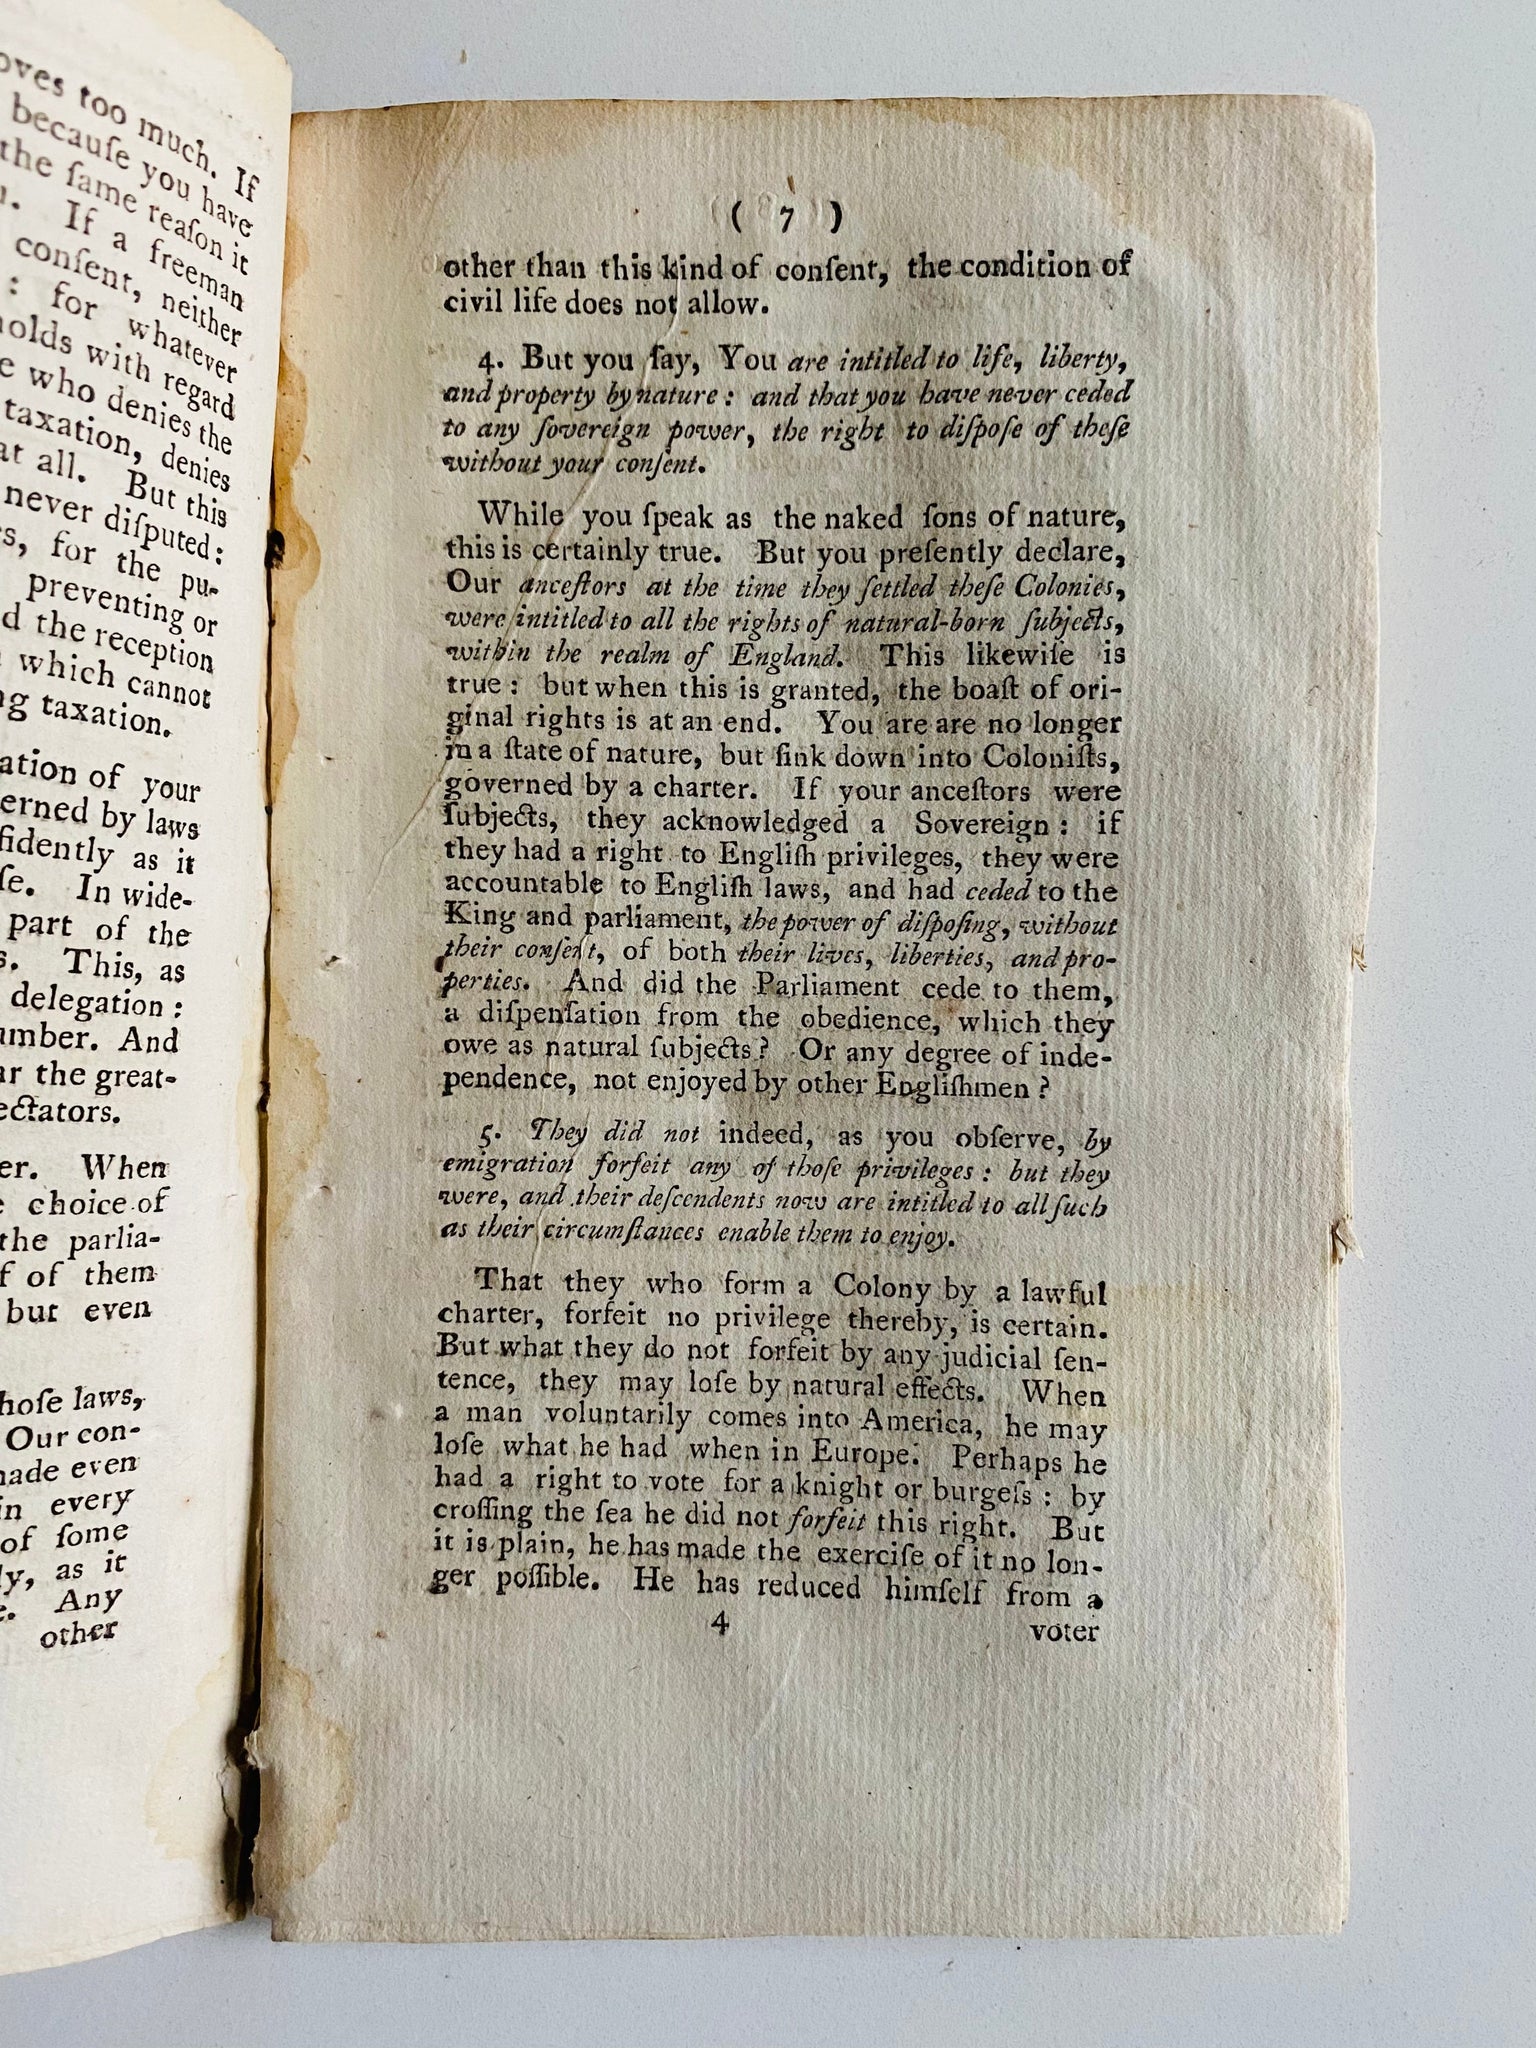 oves too much. If
becauſe you have
the ſame reaſon it
If a freeman
conſent, neither
: for whatever
holds with regard
e who denies the
taxation, denies
at all. But this
never diſputed:
s, for the pu-
preventing or
d the reception
which cannot
ng taxation.
ation of your
erned by laws
fidently as it
ſe. In wide-
part of the
s. This, as
delegation:
umber. And
ar the great-
ectators.
er. When
e choice of
the parlia-
f of them
but even
hoſe laws,
Our con-
made even
in every
of ſome
ly, as it
e. Any
other
( 7 )
other than this kind of conſent, the condition of
civil life does not allow.
4. But you ſay, You are intitled to life, liberty,
and property by nature: and that you have never ceded
to any ſovereign power, the right to diſpoſe of theſe
without your conſent.
While you ſpeak as the naked ſons of nature,
this is certainly true. But you preſently declare,
Our anceſtors at the time they ſettled theſe Colonies,
were intitled to all the rights of natural-born ſubjects,
within the realm of England. This likewiſe is
true: but when this is granted, the boaſt of ori-
ginal rights is at an end. You are are no longer
in a ſtate of nature, but ſink down into Coloniſts,
governed by a charter. If your anceſtors were
ſubjects, they acknowledged a Sovereign: if
they had a right to Engliſh privileges, they were
accountable to Engliſh laws, and had ceded to the
King and parliament, the power of diſpoſing, without
their conſent, of both their lives, liberties, and pro-
perties. And did the Parliament cede to them,
a diſpenſation from the obedience, which they
owe as natural ſubjects? Or any degree of inde-
pendence, not enjoyed by other Engliſhmen?
5. They did not indeed, as you obſerve, by
emigration forfeit any of thoſe privileges: but they
were, and their deſcendents now are intitled to all ſuch
as their circumſtances enable them to enjoy.
That they who form a Colony by a lawful
charter, forfeit no privilege thereby, is certain.
But what they do not forfeit by any judicial ſen-
tence, they may loſe by natural effects. When
a man voluntarily comes into America, he may
loſe what he had when in Europe. Perhaps he
had a right to vote for a knight or burgeſs: by
croſſing the ſea he did not forfeit this right. But
it is plain, he has made the exerciſe of it no lon-
ger poſſible. He has reduced himſelf from a
4 voter